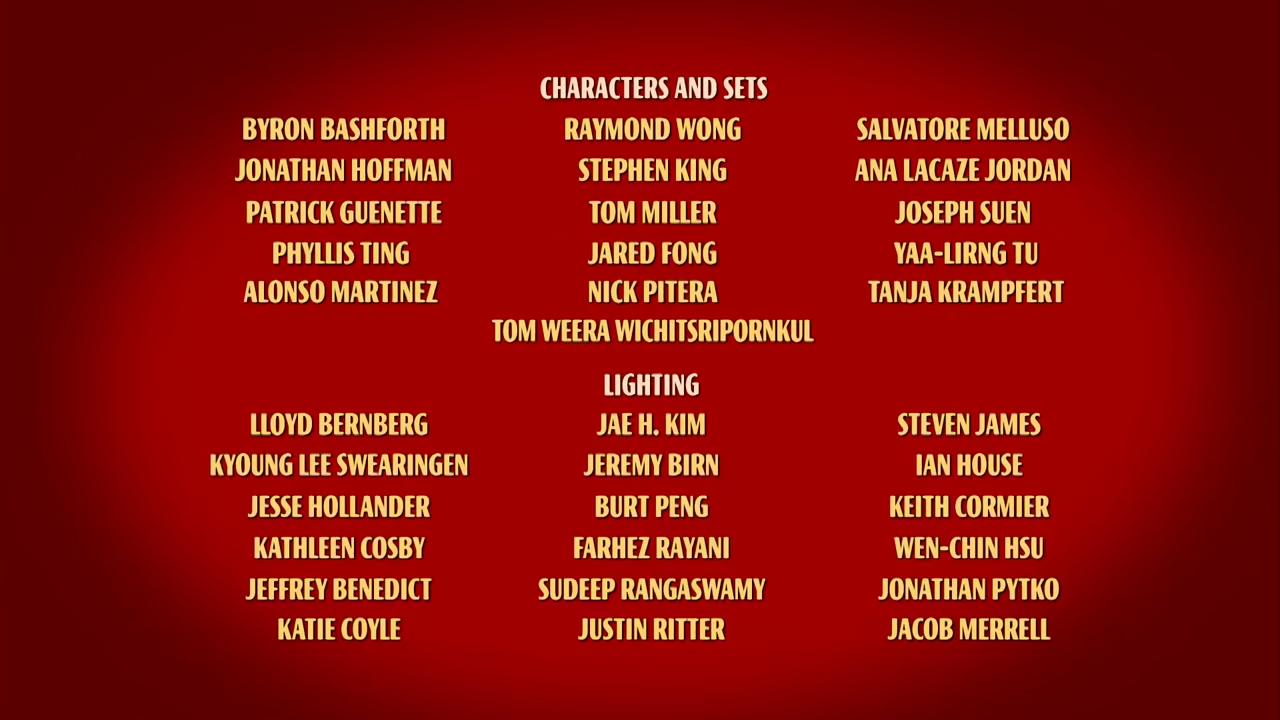 CHARACTERS AND SETS
BYRON BASHFORTH RAYMOND WONG SALVATORE MELLUSO
JONATHAN HOFFMAN STEPHEN KING ANA LACAZE JORDAN
PATRICK GUENETTE TOM MILLER JOSEPH SUEN
PHYLLIS TING JARED FONG YAA-LIRNG TU
ALONSO MARTINEZ NICK PITERA TANJA KRAMPFERT
TOM WEERA WICHITSRIPORNKUL
LIGHTING
LLOYD BERNBERG JAE H. KIM STEVEN JAMES
KYOUNG LEE SWEARINGEN JEREMY BIRN IAN HOUSE
JESSE HOLLANDER BURT PENG KEITH CORMIER
KATHLEEN COSBY FARHEZ RAYANI WEN-CHIN HSU
JEFFREY BENEDICT SUDEEP RANGASWAMY JONATHAN PYTKO
KATIE COYLE JUSTIN RITTER JACOB MERRELL